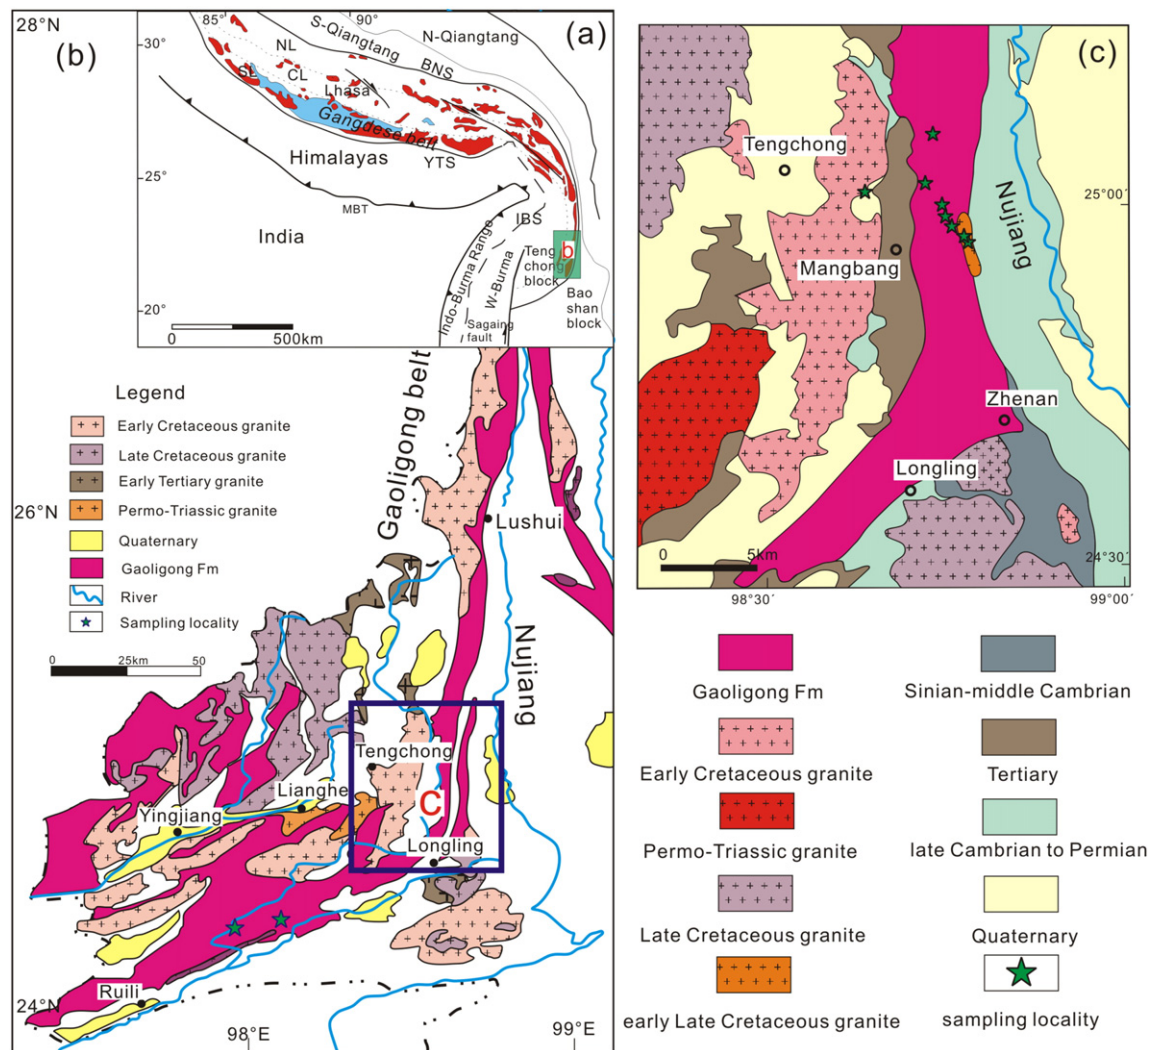 28°N
(b)
85°
90°
(a)
30°
25°
20°
NL
S-Qiangtang
N-Qiangtang
BNS
SL
CL
Lhasa
Gangdese belt
Himalayas
YTS
MBT
India
IBS
Indo-Burma Range
W-Burma
Teng
chong
block
b
Bao
shan
block
Sagaing
fault
0
500km
Legend
Early Cretaceous granite
Late Cretaceous granite
Early Tertiary granite
Permo-Triassic granite
Quaternary
Gaoligong Fm
River
Sampling locality
0
25km
50
26°N
24°N
98°E
99°E
Gaoligong belt
Lushui
Nujiang
Tengchong
Lianghe
Yingjiang
C
Longling
Ruili
(c)
Tengchong
Nujiang
25°00′
Mangbang
Zhenan
Longling
0
5km
24°30′
98°30′
99°00′
Gaoligong Fm
Sinian-middle Cambrian
Early Cretaceous granite
Tertiary
Permo-Triassic granite
late Cambrian to Permian
Late Cretaceous granite
Quaternary
early Late Cretaceous granite
sampling locality